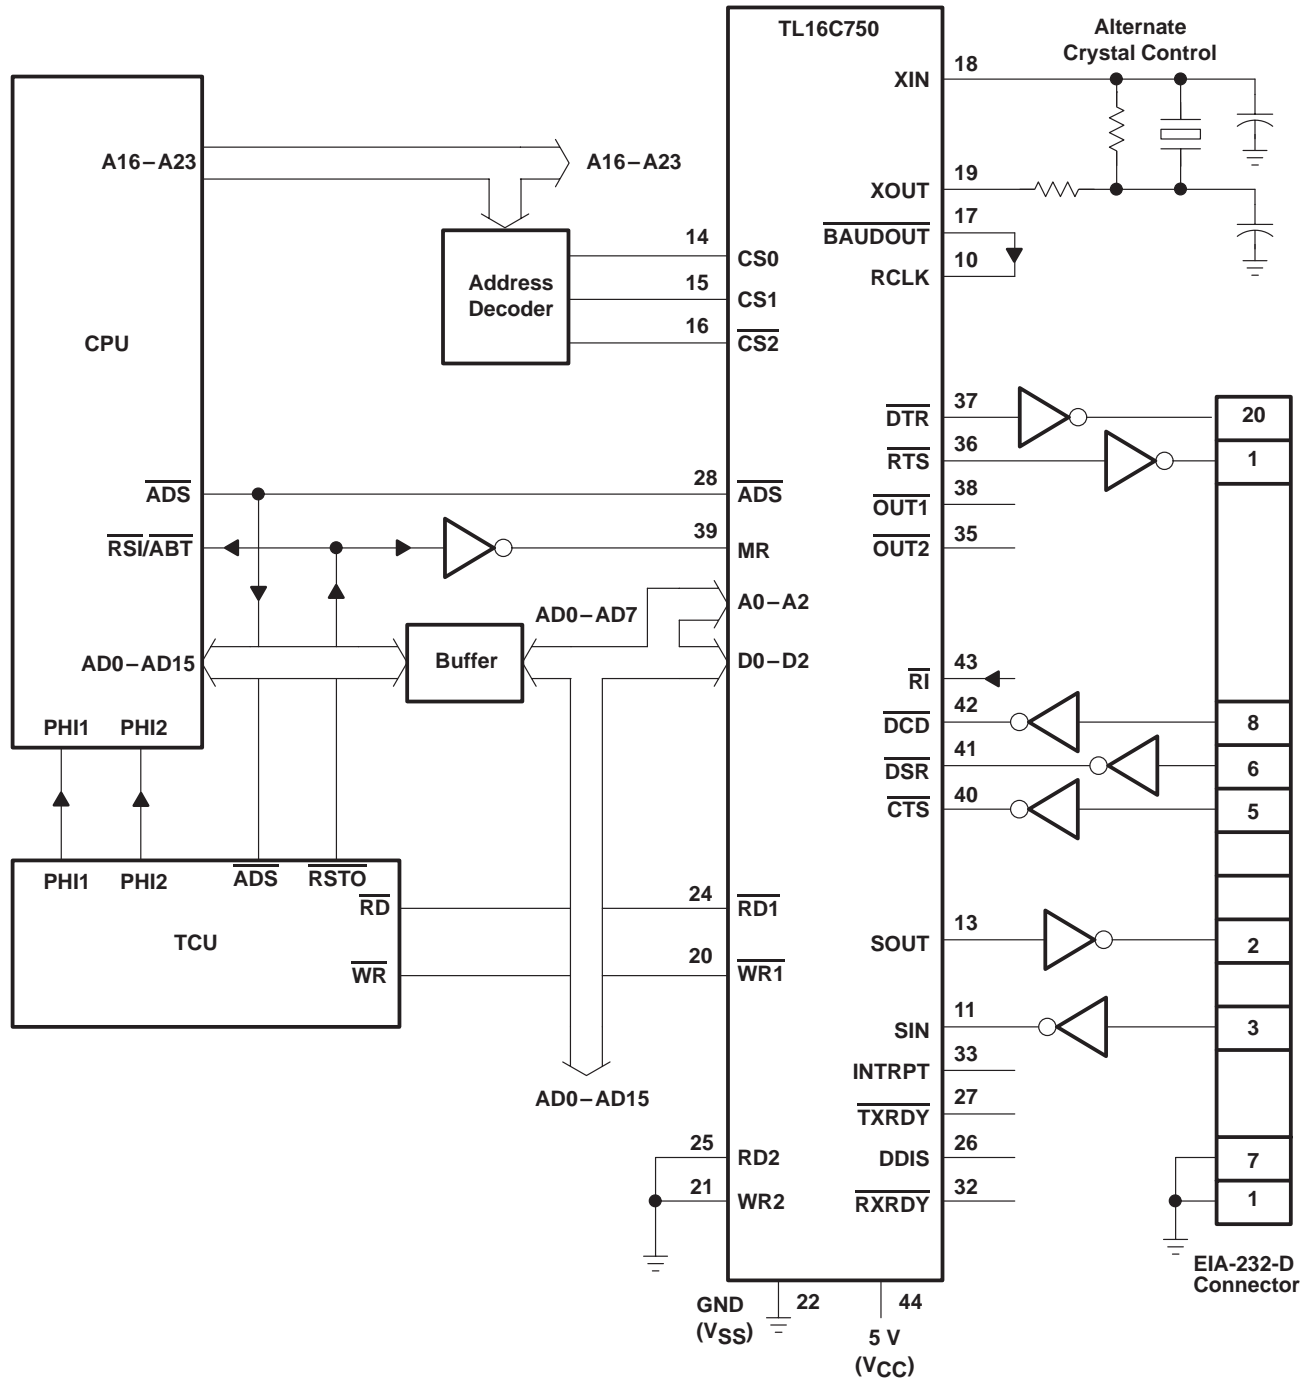 TL16C750
Alternate
Crystal Control
XIN
18
A16–A23
A16–A23
XOUT
19
BAUDOUT
17
RCLK
10
Address
Decoder
14
CS0
15
CS1
16
CS2
CPU
DTR
37
20
RTS
36
1
OUT1
38
OUT2
35
ADS
28
ADS
RSI/ABT
39
MR
AD0–AD7
A0–A2
AD0–AD15
Buffer
D0–D2
RI
43
DCD
42
8
DSR
41
6
CTS
40
5
PHI1
PHI2
PHI1
PHI2
ADS
RSTO
RD
24
RD1
TCU
WR
20
WR1
SOUT
13
2
SIN
11
3
INTRPT
33
TXRDY
27
AD0–AD15
25
RD2
DDIS
26
7
21
WR2
RXRDY
32
1
EIA-232-D
Connector
GND
(VSS)
22
44
5 V
(VCC)